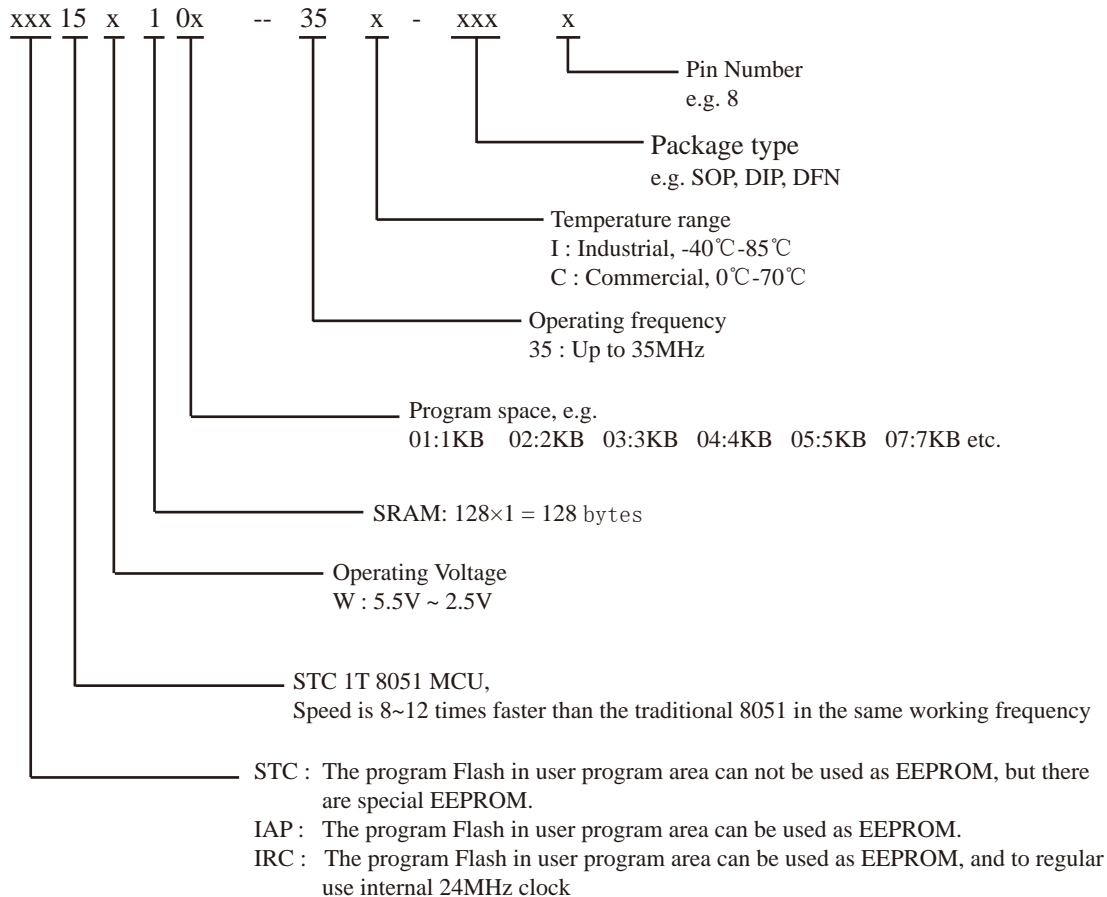 xxx 15 x 1 0x -- 35 x - xxx x
Pin Number
e.g. 8
Package type
e.g. SOP, DIP, DFN
Temperature range
I : Industrial, -40℃-85℃
C : Commercial, 0℃-70℃
Operating frequency
35 : Up to 35MHz
Program space, e.g.
01:1KB 02:2KB 03:3KB 04:4KB 05:5KB 07:7KB etc.
SRAM: 128×1 = 128 bytes
Operating Voltage
W : 5.5V ~ 2.5V
STC 1T 8051 MCU,
Speed is 8~12 times faster than the traditional 8051 in the same working frequency
STC : The program Flash in user program area can not be used as EEPROM, but there
are special EEPROM.
IAP : The program Flash in user program area can be used as EEPROM.
IRC : The program Flash in user program area can be used as EEPROM, and to regular
use internal 24MHz clock